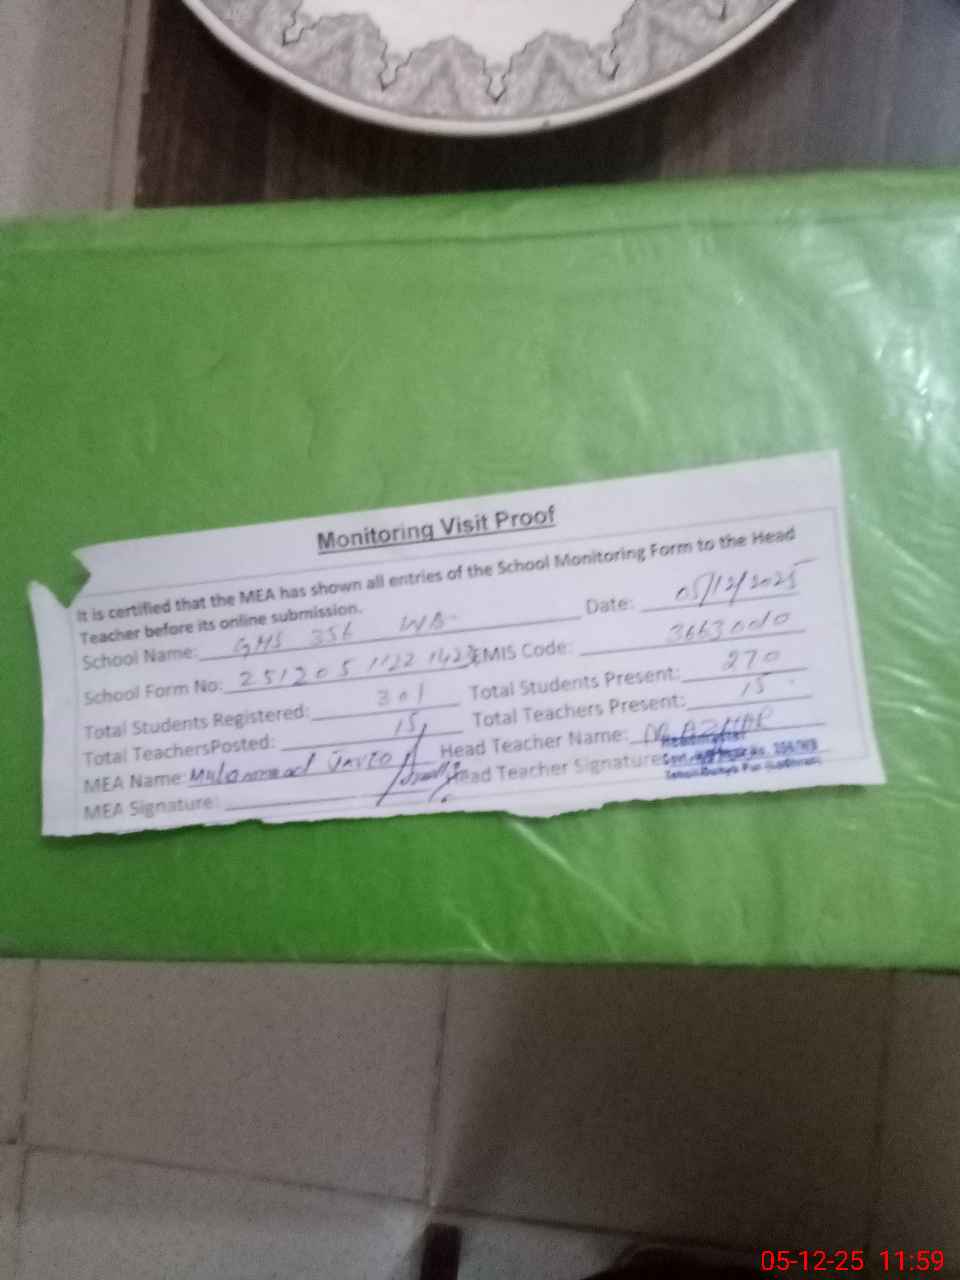 Monitoring Visit Proof
It is certified that the MEA has shown all entries of the School Monitoring Form to the Head
Teacher before its online submission.
Date: 05/12/2025
School Name: GHS 356 WB
School Form No: EMIS Code:
Total Students Registered: 301 Total Students Present: 270
Total TeachersPosted: 15 Total Teachers Present: 15
MEA Name: Muhammad Javed Head Teacher Name:
MEA Signature: Head Teacher Signature
Headmaster
05-12-25 11:59